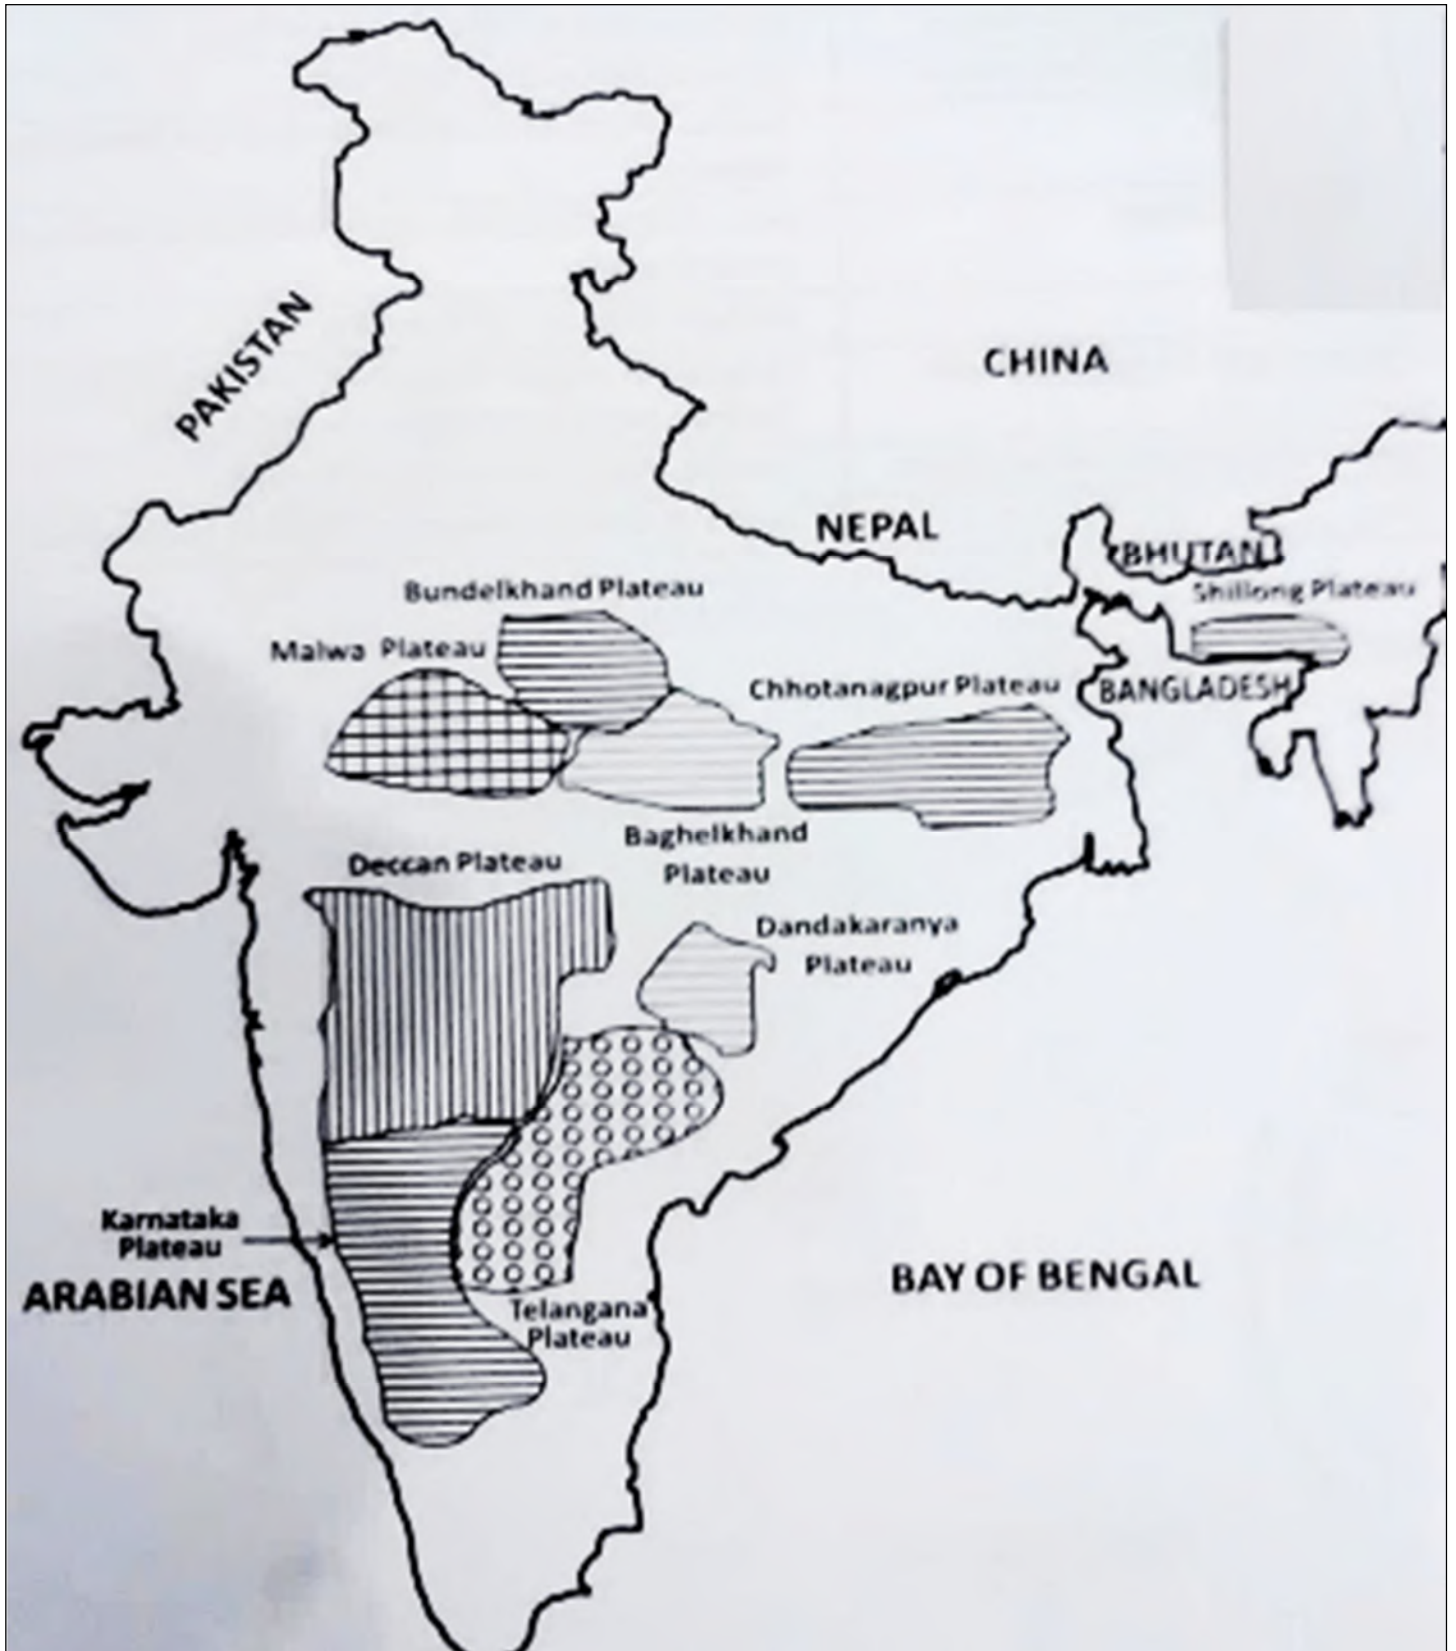 PAKISTAN
CHINA
NEPAL
BHUTAN
Shillong Plateau
Bundelkhand Plateau
Malwa Plateau
Chhotanagpur Plateau
BANGLADESH
Baghelkhand
Plateau
Deccan Plateau
Dandakaranya
Plateau
Karnataka
Plateau
ARABIAN SEA
BAY OF BENGAL
Telangana
Plateau